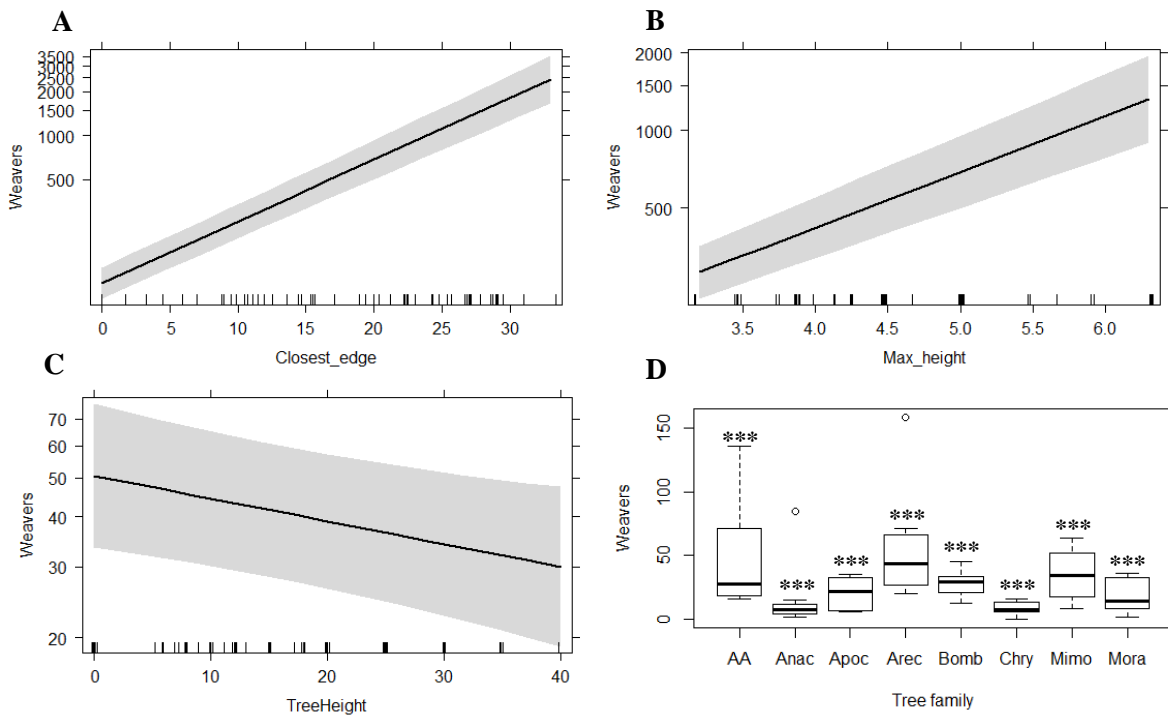 A
3500
3000
2500
2000
1500
1000
500
Weavers
0 5 10 15 20 25 30
Closest_edge
B
2000
1500
1000
500
Weavers
3.5 4.0 4.5 5.0 5.5 6.0
Max_height
C
70
60
50
40
30
20
Weavers
0 10 20 30 40
TreeHeight
D
150
100
50
0
Weavers
*** *** *** *** *** *** *** ***
AA Anac Apoc Arec Bomb Chry Mimo Mora
Tree family